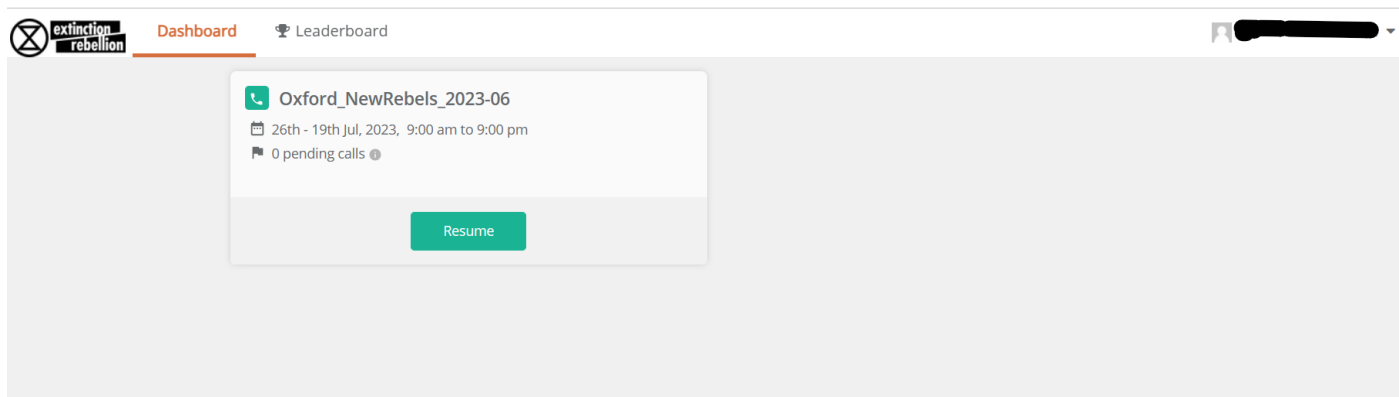 extinction
rebellion
Dashboard
Leaderboard
Oxford_NewRebels_2023-06
26th - 19th Jul, 2023, 9:00 am to 9:00 pm
0 pending calls
Resume